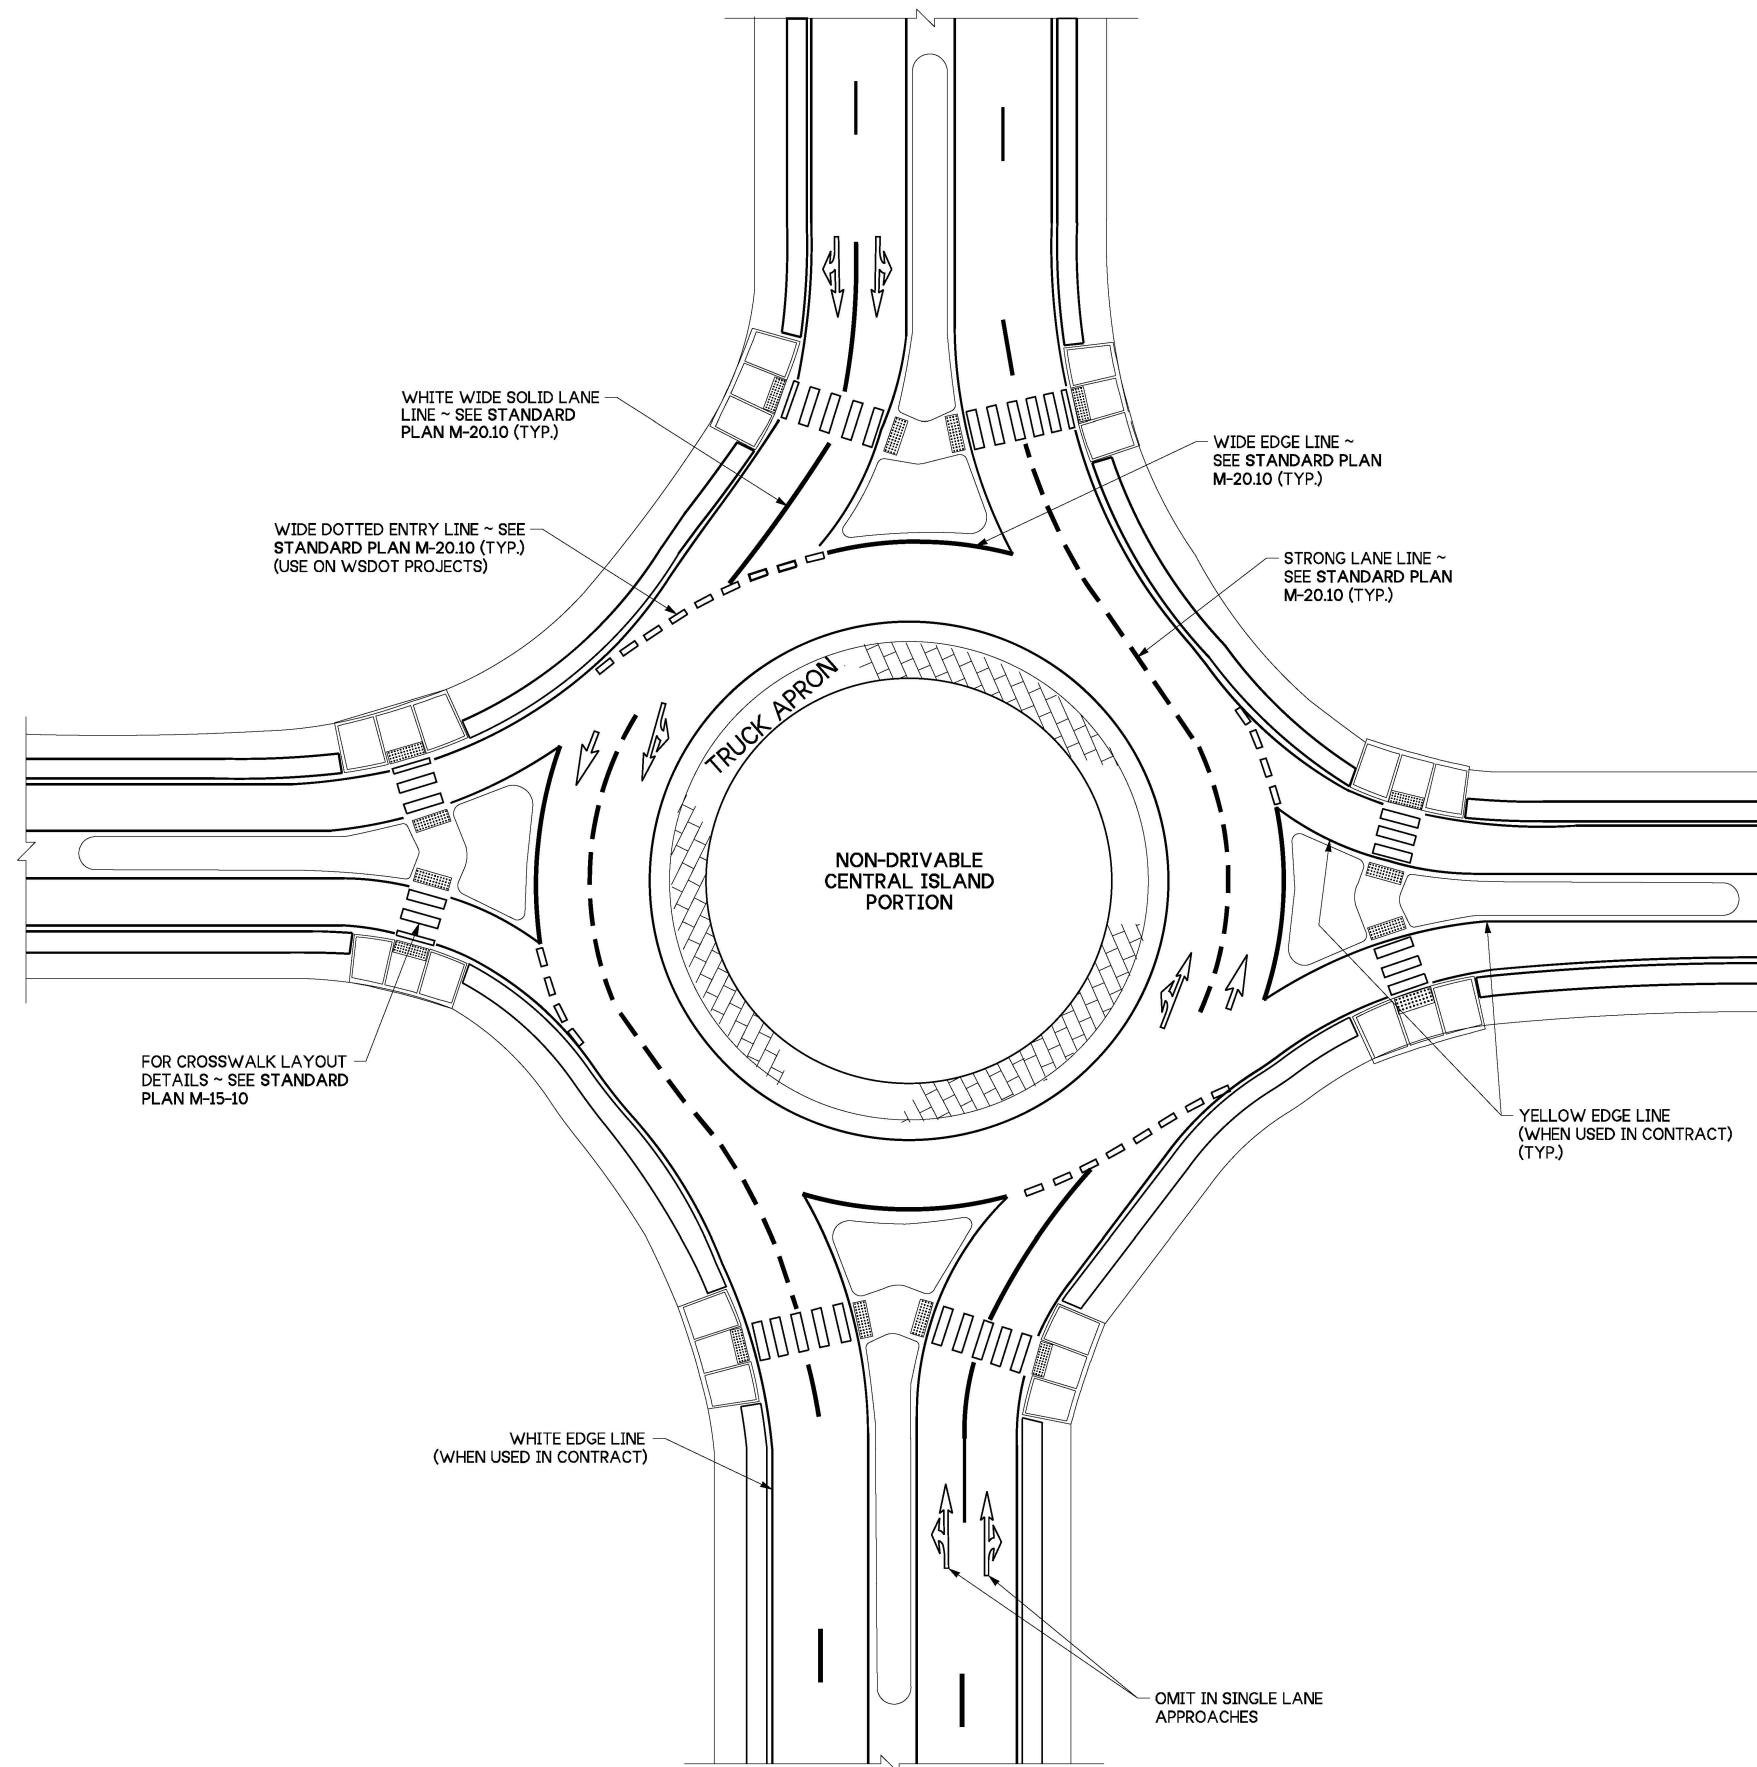 WHITE WIDE SOLID LANE
LINE ~ SEE STANDARD
PLAN M-20.10 (TYP.)
WIDE EDGE LINE ~
SEE STANDARD PLAN
M-20.10 (TYP.)
WIDE DOTTED ENTRY LINE ~ SEE
STANDARD PLAN M-20.10 (TYP.)
(USE ON WSDOT PROJECTS)
STRONG LANE LINE ~
SEE STANDARD PLAN
M-20.10 (TYP.)
TRUCK APRON
NON-DRIVABLE
CENTRAL ISLAND
PORTION
FOR CROSSWALK LAYOUT
DETAILS ~ SEE STANDARD
PLAN M-15-10
YELLOW EDGE LINE
(WHEN USED IN CONTRACT)
(TYP.)
WHITE EDGE LINE
(WHEN USED IN CONTRACT)
OMIT IN SINGLE LANE
APPROACHES